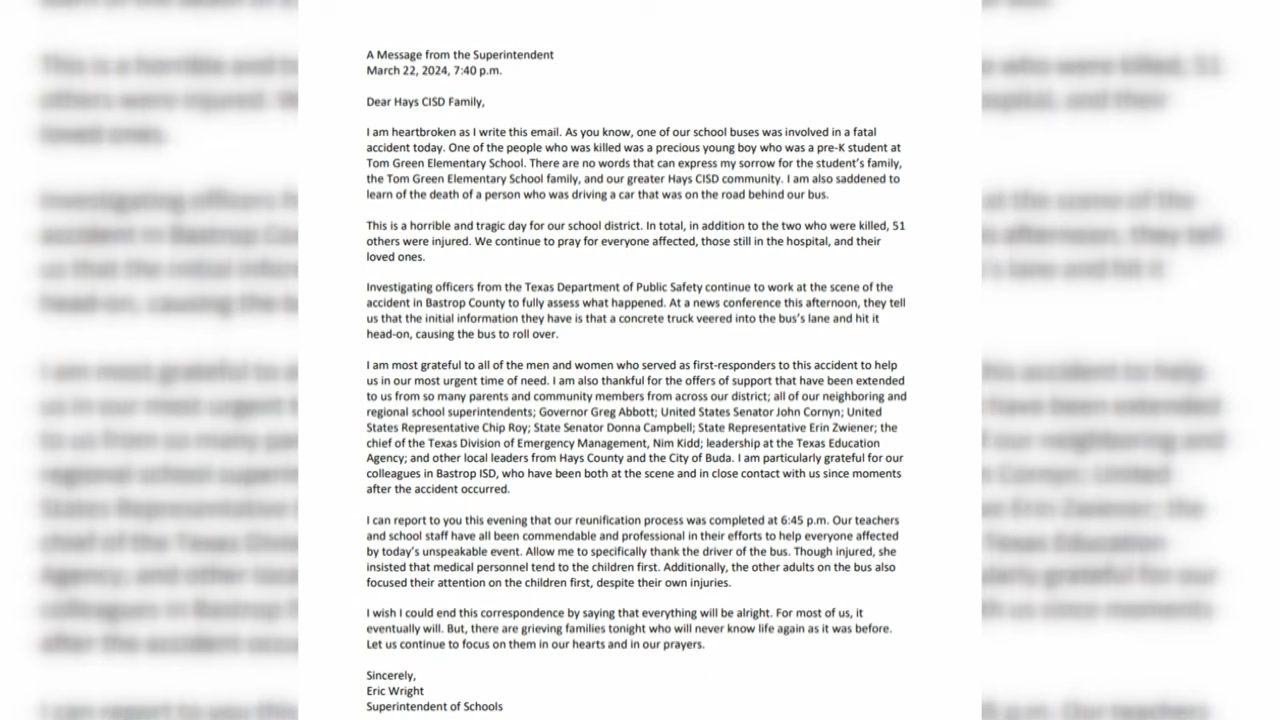 A Message from the Superintendent
March 22, 2024, 7:40 p.m.
Dear Hays CISD Family,
I am heartbroken as I write this email. As you know, one of our school buses was involved in a fatal
accident today. One of the people who was killed was a precious young boy who was a pre-K student at
Tom Green Elementary School. There are no words that can express my sorrow for the student's family,
the Tom Green Elementary School family, and our greater Hays CISD community. I am also saddened to
learn of the death of a person who was driving a car that was on the road behind our bus.
This is a horrible and tragic day for our school district. In total, in addition to the two who were killed, 51
others were injured. We continue to pray for everyone affected, those still in the hospital, and their
loved ones.
Investigating officers from the Texas Department of Public Safety continue to work at the scene of the
accident in Bastrop County to fully assess what happened. At a news conference this afternoon, they tell
us that the initial information they have is that a concrete truck veered into the bus's lane and hit it
head-on, causing the bus to roll over.
I am most grateful to all of the men and women who served as first-responders to this accident to help
us in our most urgent time of need. I am also thankful for the offers of support that have been extended
to us from so many parents and community members from across our district; all of our neighboring and
regional school superintendents; Governor Greg Abbott; United States Senator John Cornyn; United
States Representative Chip Roy; State Senator Donna Campbell; State Representative Erin Zwiener; the
chief of the Texas Division of Emergency Management, Nim Kidd; leadership at the Texas Education
Agency; and other local leaders from Hays County and the City of Buda. I am particularly grateful for our
colleagues in Bastrop ISD, who have been both at the scene and in close contact with us since moments
after the accident occurred.
I can report to you this evening that our reunification process was completed at 6:45 p.m. Our teachers
and school staff have all been commendable and professional in their efforts to help everyone affected
by today's unspeakable event. Allow me to specifically thank the driver of the bus. Though injured, she
insisted that medical personnel tend to the children first. Additionally, the other adults on the bus also
focused their attention on the children first, despite their own injuries.
I wish I could end this correspondence by saying that everything will be alright. For most of us, it
eventually will. But, there are grieving families tonight who will never know life again as it was before.
Let us continue to focus on them in our hearts and in our prayers.
Sincerely,
Eric Wright
Superintendent of Schools